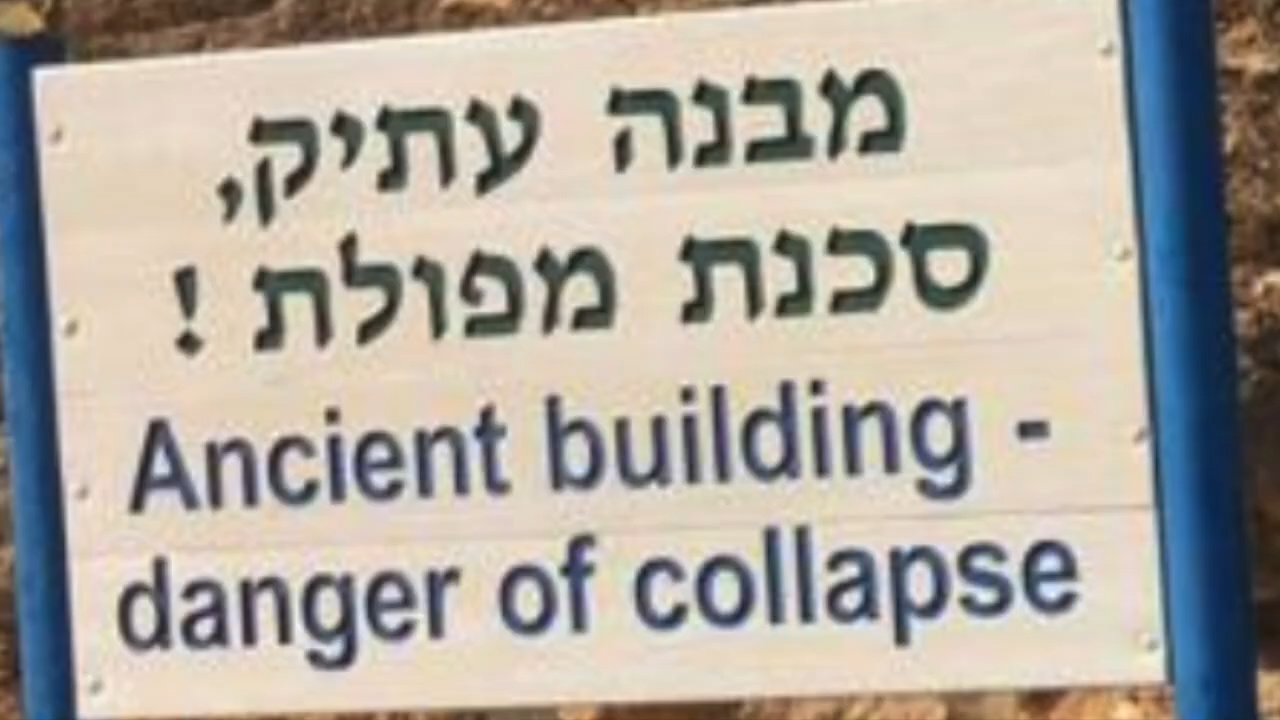 מבנה עתיק,
סכנת מפולת !
Ancient building -
danger of collapse